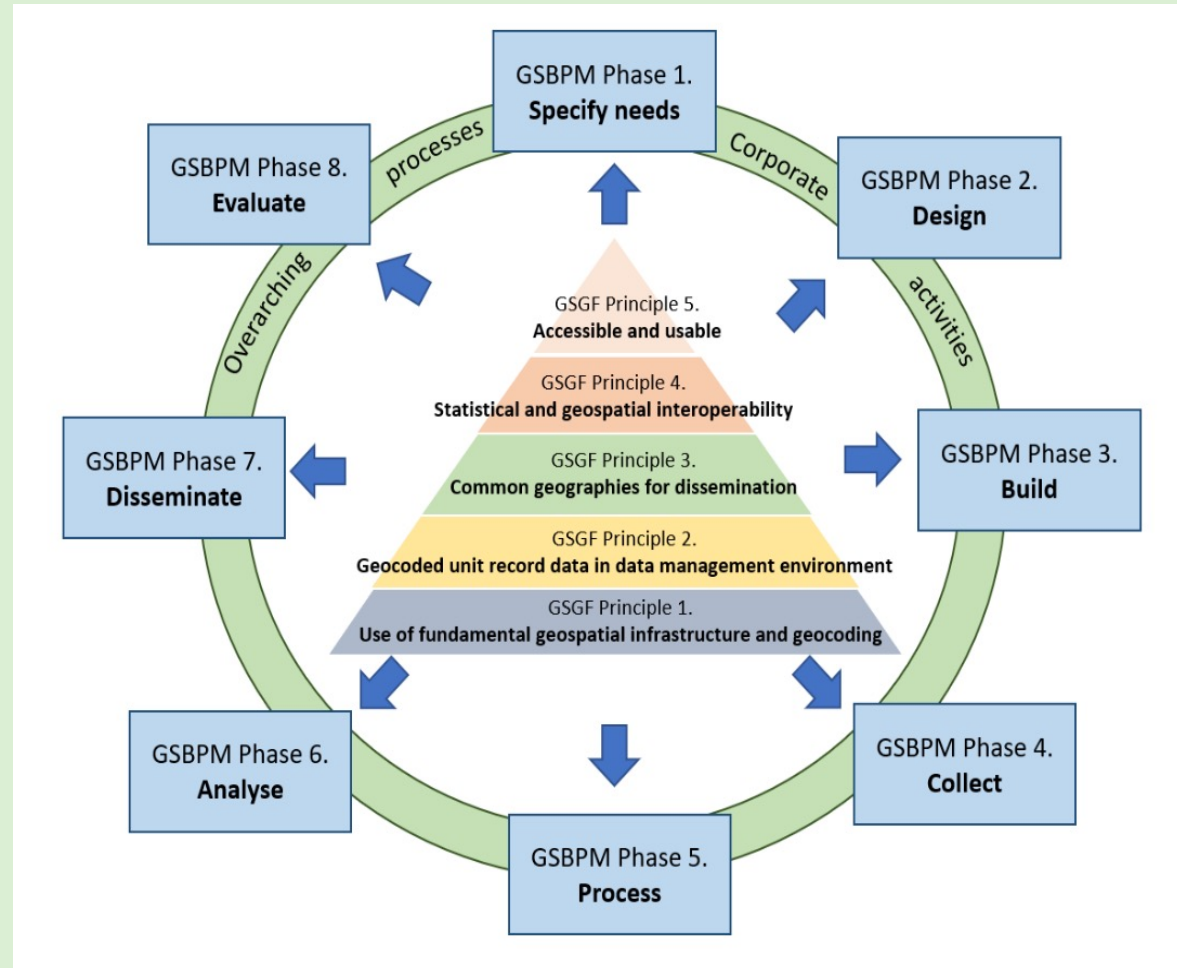 GSBPM Phase 1.
Specify needs
Corporate
GSBPM Phase 2.
Design
activities
GSBPM Phase 3.
Build
GSBPM Phase 4.
Collect
GSBPM Phase 5.
Process
GSBPM Phase 6.
Analyse
GSBPM Phase 7.
Disseminate
Overarching
GSBPM Phase 8.
Evaluate
processes
GSGF Principle 5.
Accessible and usable
GSGF Principle 4.
Statistical and geospatial interoperability
GSGF Principle 3.
Common geographies for dissemination
GSGF Principle 2.
Geocoded unit record data in data management environment
GSGF Principle 1.
Use of fundamental geospatial infrastructure and geocoding